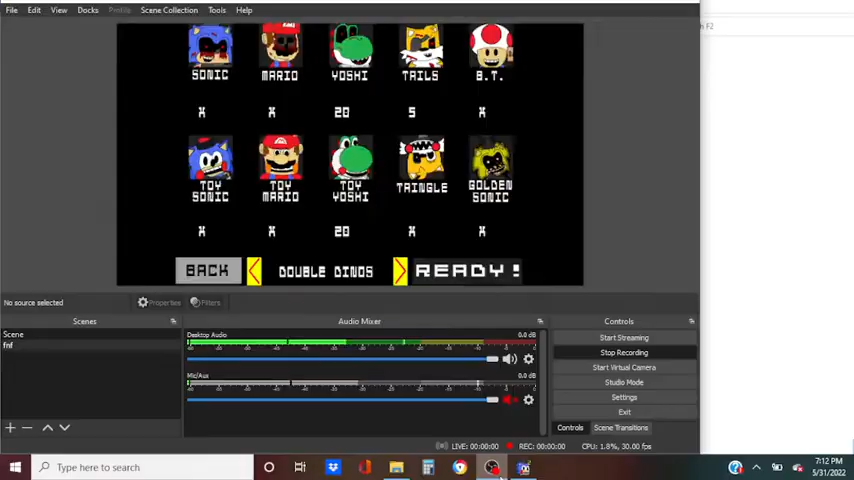 File Edit View Docks Profile Scene Collection Tools Help
h F2
SONIC MARIO YOSHI TAILS B.T.
X X 20 5 X
TOY SONIC TOY MARIO TOY YOSHI TAINGLE GOLDEN SONIC
X X 20 X X
BACK DOUBLE DINOS READY!
No source selected Properties Filters
Scenes Audio Mixer Controls
Scene
fnf
Desktop Audio 0.0 dB
Mic/Aux 0.0 dB
Start Streaming
Stop Recording
Start Virtual Camera
Studio Mode
Settings
Exit
Controls Scene Transitions
LIVE: 00:00:00 REC: 00:00:00 CPU: 1.8%, 30.00 fps
Type here to search
7:12 PM
5/31/2022